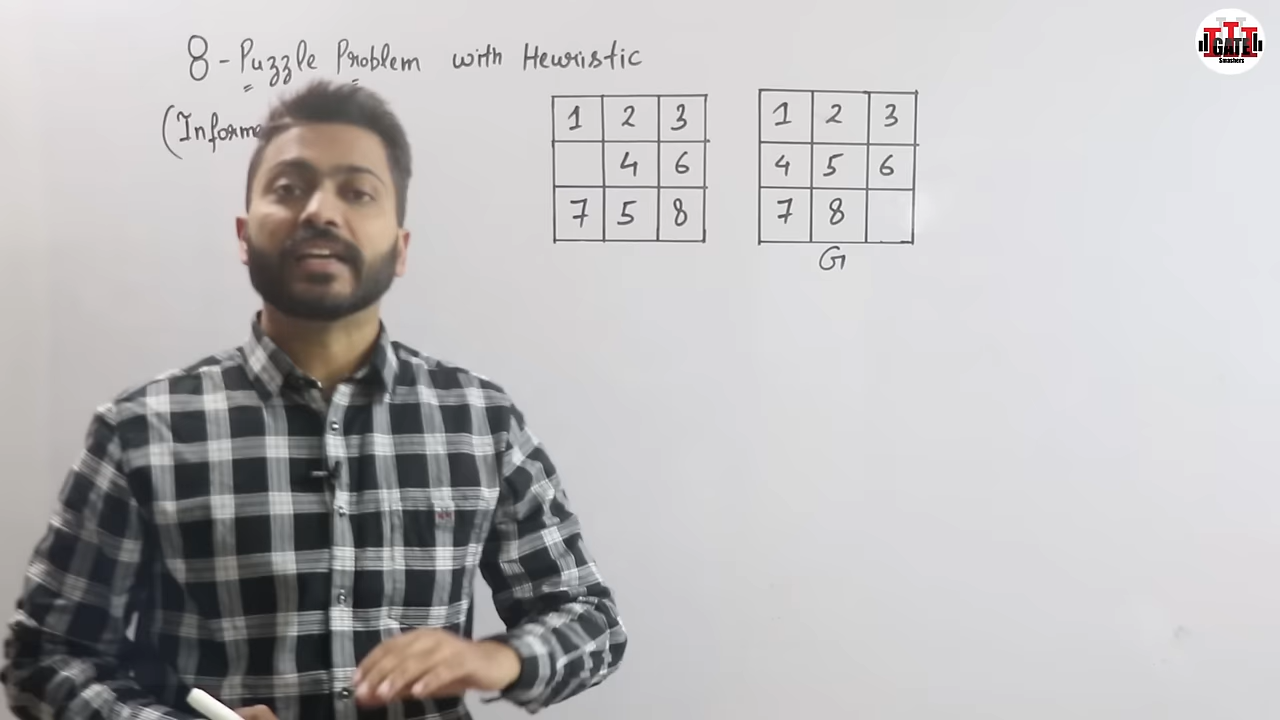 8-Puzzle Problem with Heuristic
(Informe
1 2 3
4 6
7 5 8
1 2 3
4 5 6
7 8
G
GATE
Smashers